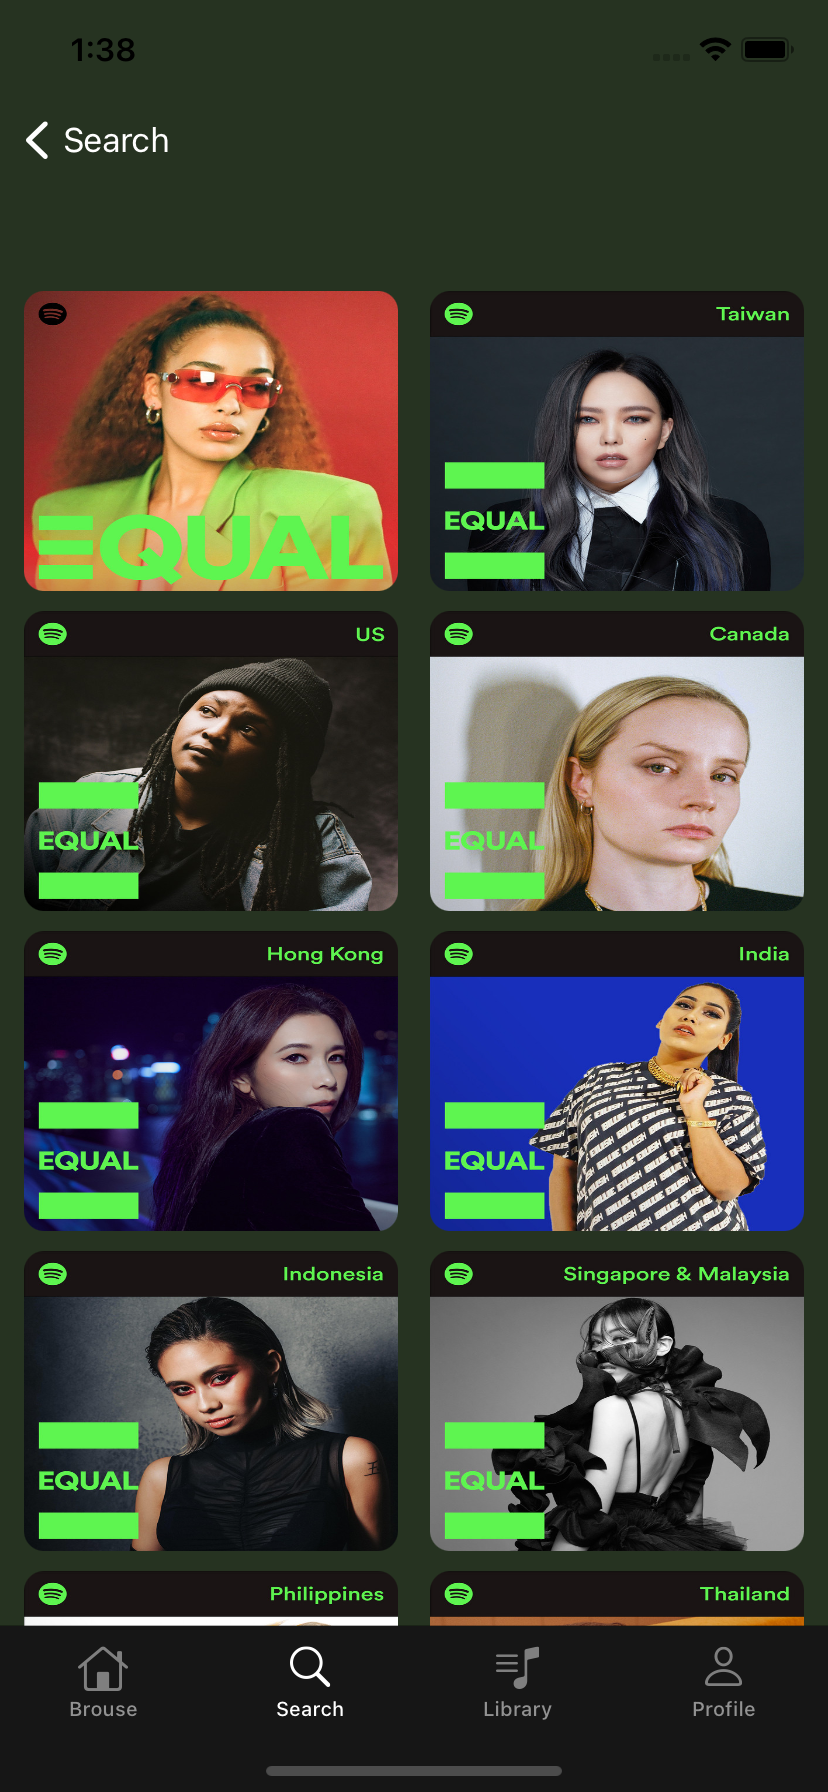 1:38
Search
EQUAL
Taiwan
EQUAL
US
EQUAL
Canada
EQUAL
Hong Kong
EQUAL
India
EQUAL
Indonesia
EQUAL
Singapore & Malaysia
EQUAL
Philippines
Thailand
Brouse
Search
Library
Profile